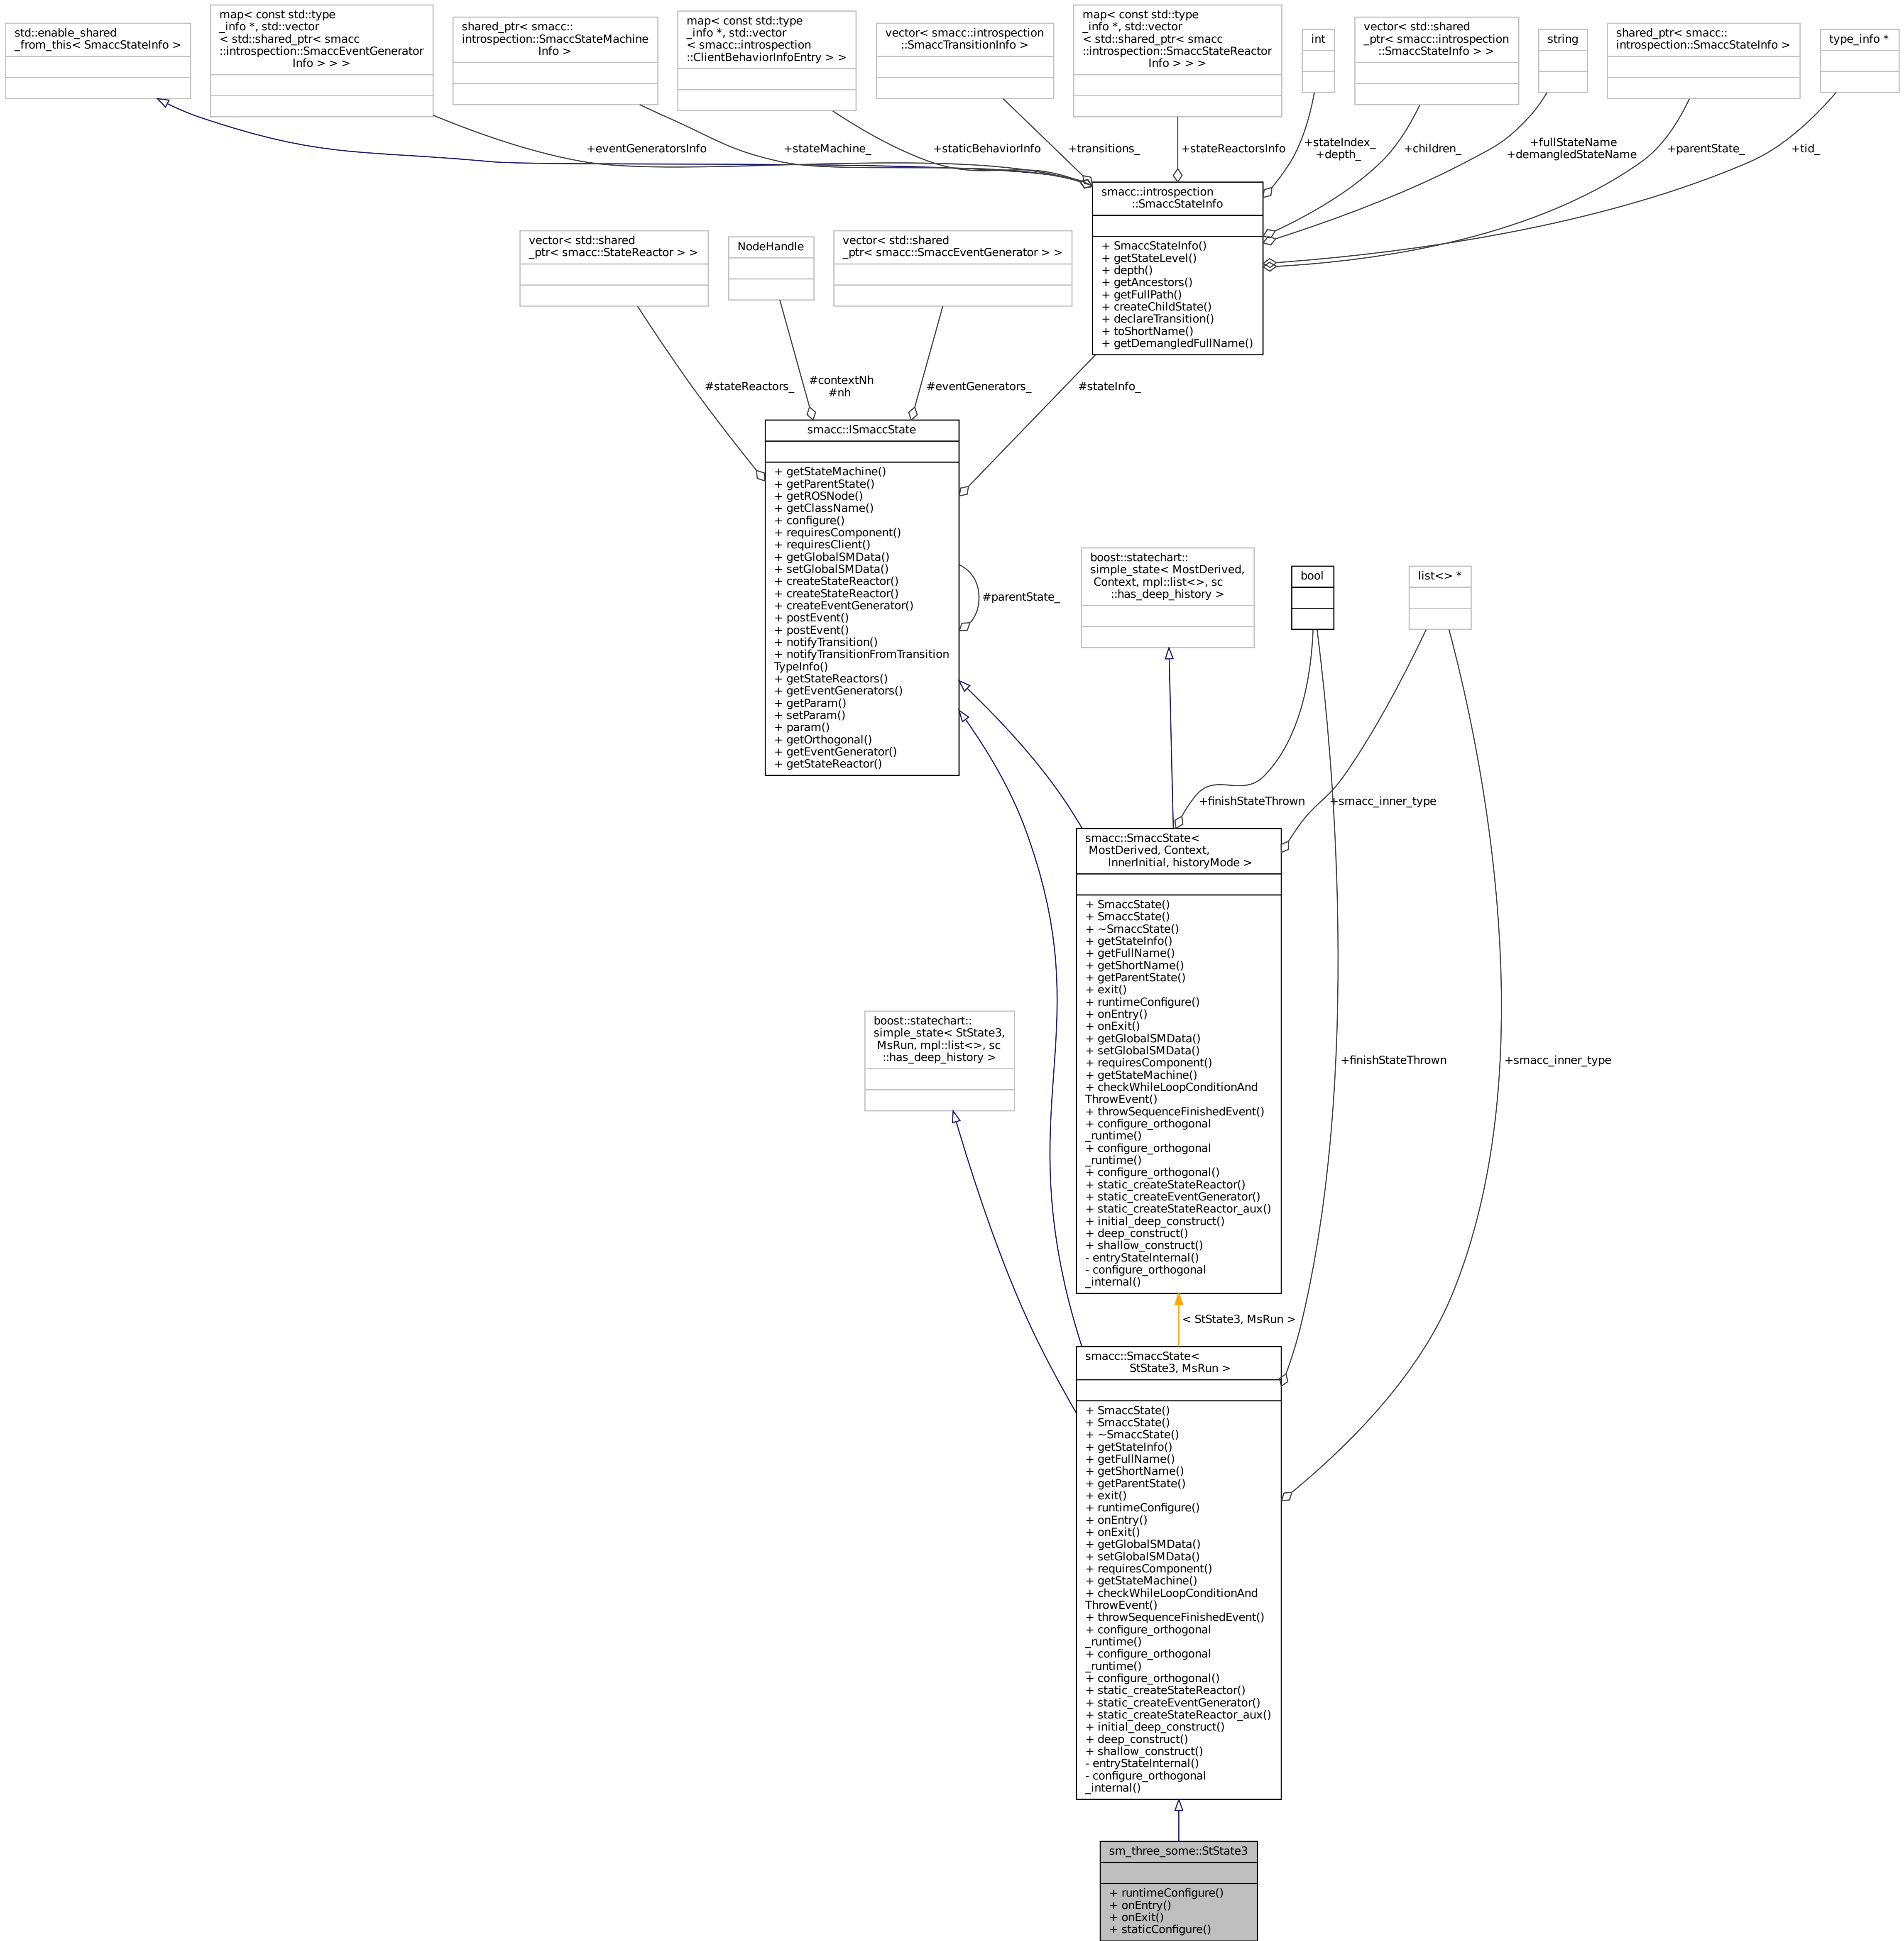 std::enable_shared
_from_this< SmaccStateInfo >
map< const std::type
_info *, std::vector
< std::shared_ptr< smacc
::introspection::SmaccEventGenerator
Info > > >
shared_ptr< smacc::
introspection::SmaccStateMachine
Info >
map< const std::type
_info *, std::vector
< smacc::introspection
::ClientBehaviorInfoEntry > >
vector< smacc::introspection
::SmaccTransitionInfo >
map< const std::type
_info *, std::vector
< std::shared_ptr< smacc
::introspection::SmaccStateReactor
Info > > >
int
vector< std::shared
_ptr< smacc::introspection
::SmaccStateInfo > >
string
shared_ptr< smacc::
introspection::SmaccStateInfo >
type_info *
+eventGeneratorsInfo
+stateMachine_
+staticBehaviorInfo
+transitions_
+stateReactorsInfo
+stateIndex_
+depth_
+children_
+fullStateName
+demangledStateName
+parentState_
+tid_
smacc::introspection
::SmaccStateInfo
+ SmaccStateInfo()
+ getStateLevel()
+ depth()
+ getAncestors()
+ getFullPath()
+ createChildState()
+ declareTransition()
+ toShortName()
+ getDemangledFullName()
vector< std::shared
_ptr< smacc::StateReactor > >
NodeHandle
vector< std::shared
_ptr< smacc::SmaccEventGenerator > >
#stateReactors_
#contextNh
#nh
#eventGenerators_
#stateInfo_
smacc::ISmaccState
+ getStateMachine()
+ getParentState()
+ getROSNode()
+ getClassName()
+ configure()
+ requiresComponent()
+ requiresClient()
+ getGlobalSMData()
+ setGlobalSMData()
+ createStateReactor()
+ createStateReactor()
+ createEventGenerator()
+ postEvent()
+ postEvent()
+ notifyTransition()
+ notifyTransitionFromTransition
TypeInfo()
+ getStateReactors()
+ getEventGenerators()
+ getParam()
+ setParam()
+ param()
+ getOrthogonal()
+ getEventGenerator()
+ getStateReactor()
#parentState_
boost::statechart::
simple_state< MostDerived,
Context, mpl::list<>, sc
::has_deep_history >
bool
list<> *
+finishStateThrown
+smacc_inner_type
smacc::SmaccState<
MostDerived, Context,
InnerInitial, historyMode >
+ SmaccState()
+ SmaccState()
+ ~SmaccState()
+ getStateInfo()
+ getFullName()
+ getShortName()
+ getParentState()
+ exit()
+ runtimeConfigure()
+ onEntry()
+ onExit()
+ getGlobalSMData()
+ setGlobalSMData()
+ requiresComponent()
+ getStateMachine()
+ checkWhileLoopConditionAnd
ThrowEvent()
+ throwSequenceFinishedEvent()
+ configure_orthogonal
_runtime()
+ configure_orthogonal
_runtime()
+ configure_orthogonal()
+ static_createStateReactor()
+ static_createEventGenerator()
+ static_createStateReactor_aux()
+ initial_deep_construct()
+ deep_construct()
+ shallow_construct()
- entryStateInternal()
- configure_orthogonal
_internal()
boost::statechart::
simple_state< StState3,
MsRun, mpl::list<>, sc
::has_deep_history >
+finishStateThrown
+smacc_inner_type
< StState3, MsRun >
smacc::SmaccState<
StState3, MsRun >
+ SmaccState()
+ SmaccState()
+ ~SmaccState()
+ getStateInfo()
+ getFullName()
+ getShortName()
+ getParentState()
+ exit()
+ runtimeConfigure()
+ onEntry()
+ onExit()
+ getGlobalSMData()
+ setGlobalSMData()
+ requiresComponent()
+ getStateMachine()
+ checkWhileLoopConditionAnd
ThrowEvent()
+ throwSequenceFinishedEvent()
+ configure_orthogonal
_runtime()
+ configure_orthogonal
_runtime()
+ configure_orthogonal()
+ static_createStateReactor()
+ static_createEventGenerator()
+ static_createStateReactor_aux()
+ initial_deep_construct()
+ deep_construct()
+ shallow_construct()
- entryStateInternal()
- configure_orthogonal
_internal()
sm_three_some::StState3
+ runtimeConfigure()
+ onEntry()
+ onExit()
+ staticConfigure()